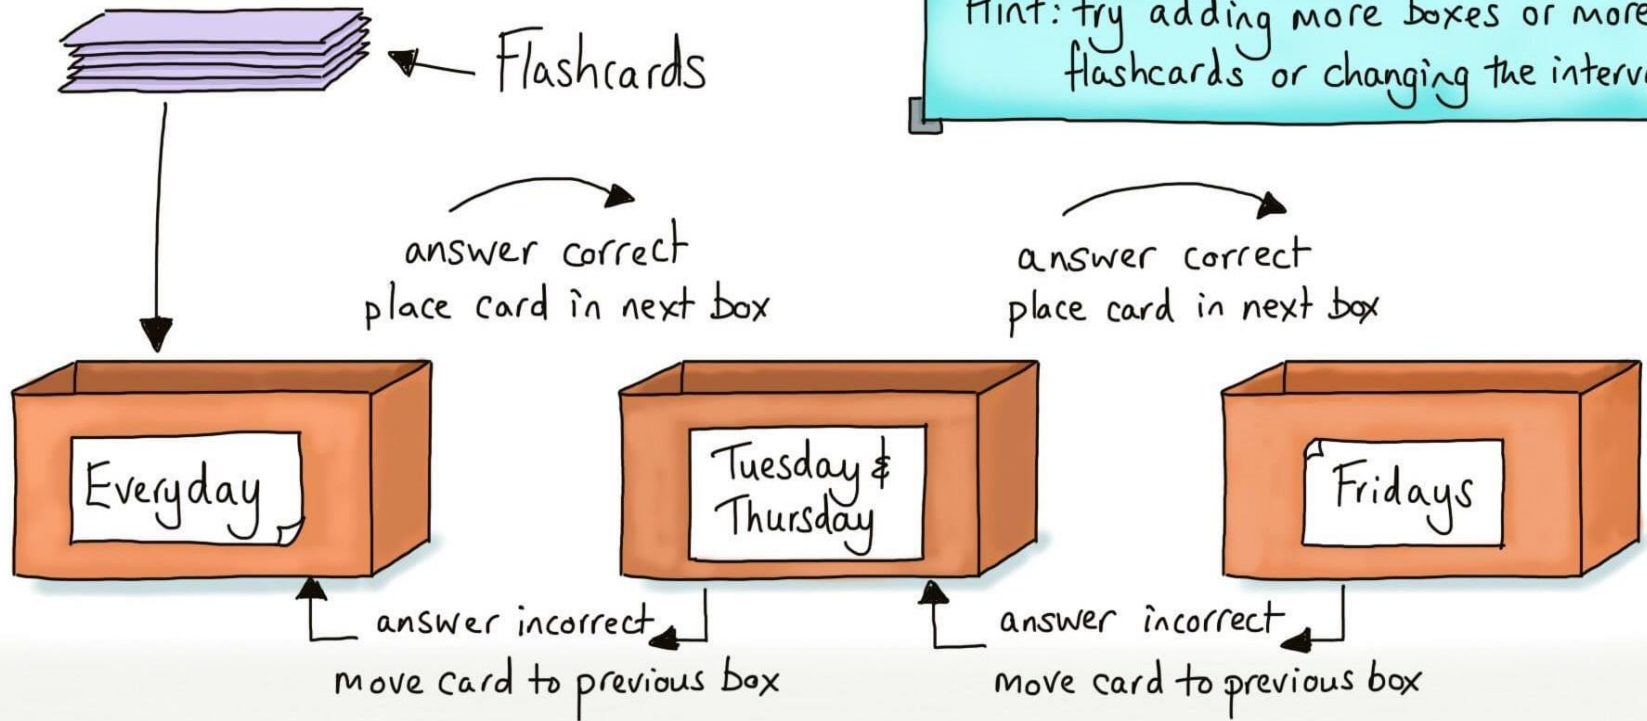 Hint: try adding more boxes or more
flashcards or changing the
Flashcards
answer correct
place card in next box
answer correct
place card in next box
Everyday
Tuesday &
Thursday
Fridays
answer incorrect
move card to previous box
answer incorrect
move card to previous box